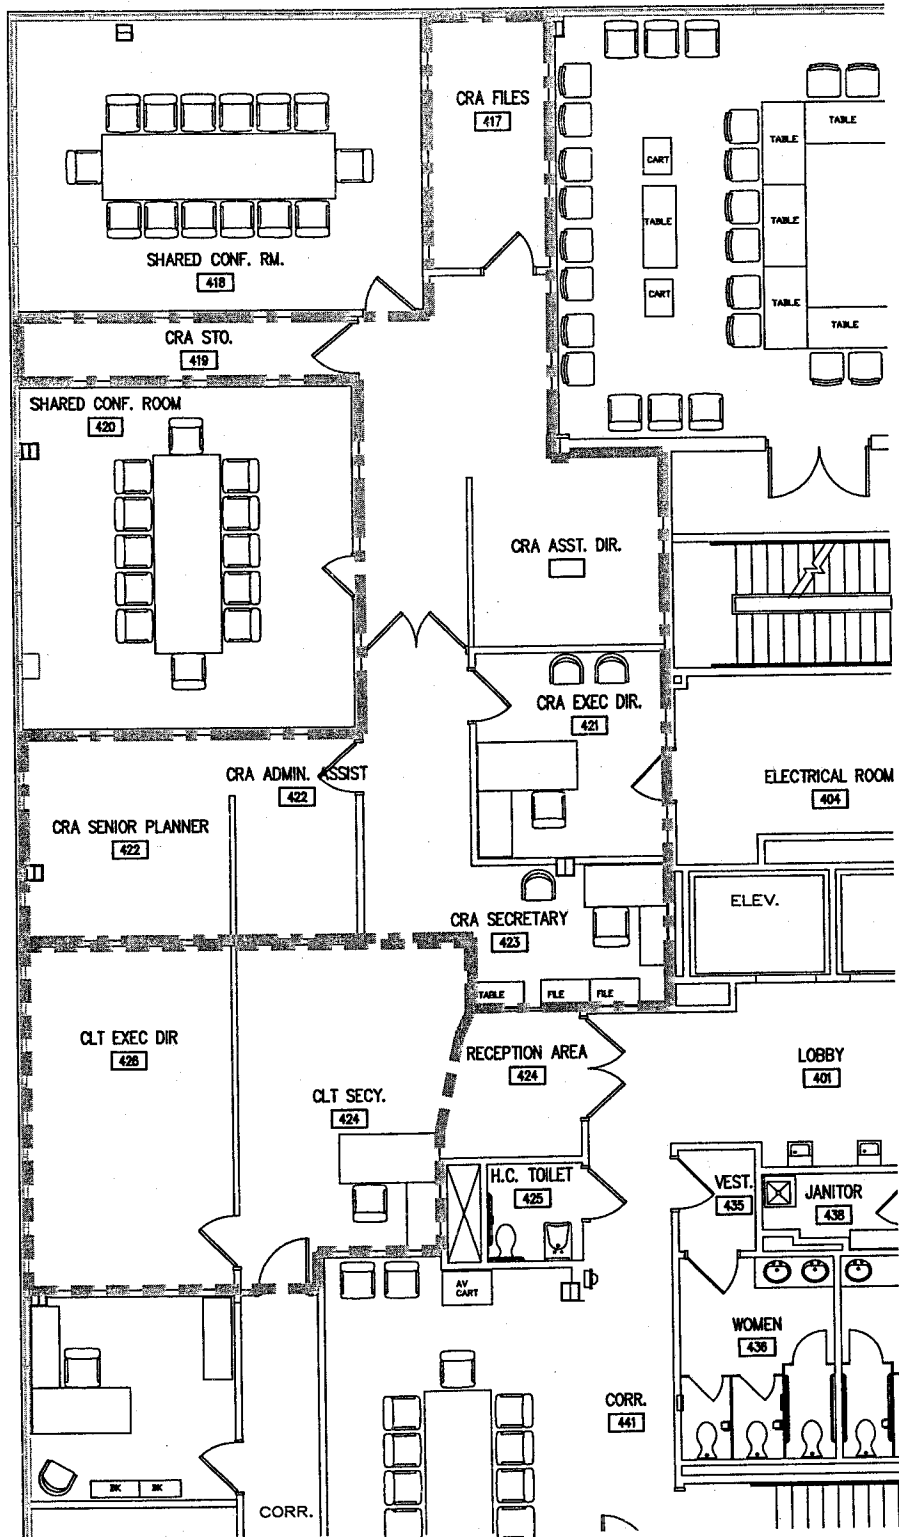 CRA FILES
417
TABLE
TABLE
CART
TABLE
TABLE
CART
TABLE
TABLE
SHARED CONF. RM.
418
CRA STO.
419
SHARED CONF. ROOM
420
CRA ASST. DIR.
CRA EXEC DIR.
421
CRA ADMIN. ASSIST
422
ELECTRICAL ROOM
404
CRA SENIOR PLANNER
422
ELEV.
CRA SECRETARY
423
TABLE
FILE
FILE
CLT EXEC DIR
426
RECEPTION AREA
424
LOBBY
401
CLT SECY.
424
H.C. TOILET
425
VEST.
435
JANITOR
438
AV
CART
WOMEN
436
CORR.
441
BK
BK
CORR.